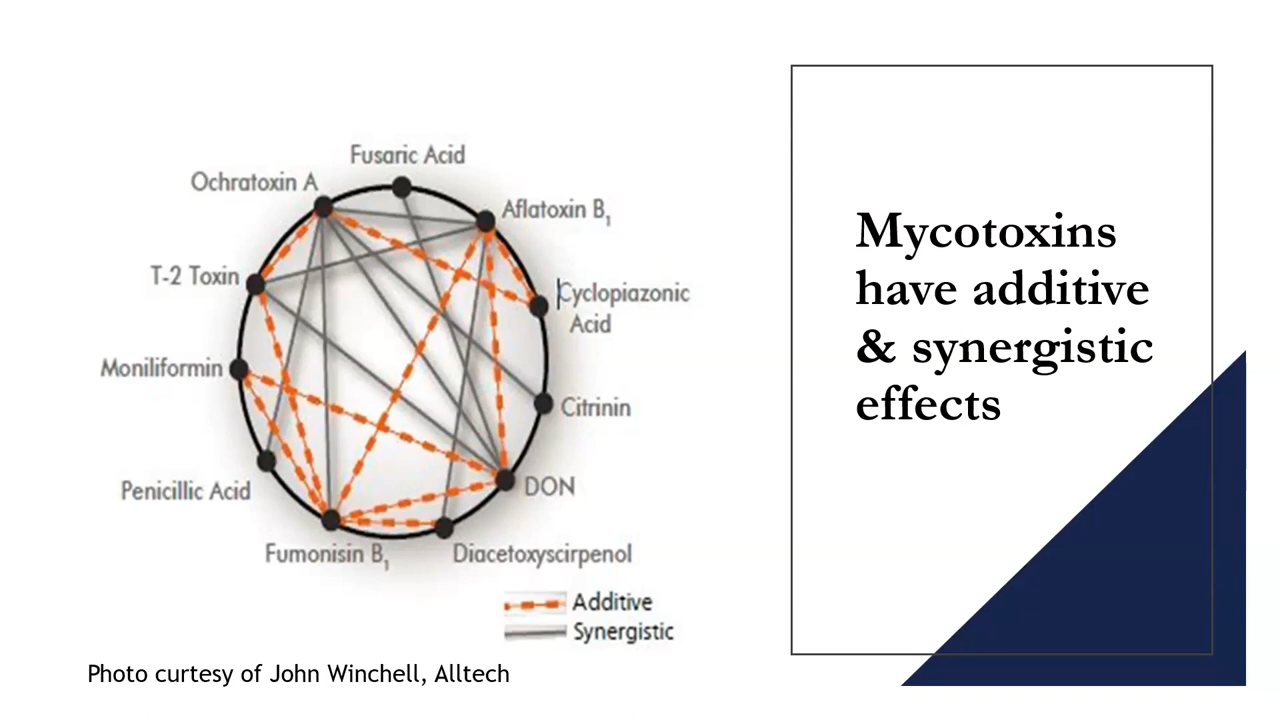 Fusaric Acid
Ochratoxin A
Aflatoxin B₁
T-2 Toxin
Cyclopiazonic
Acid
Moniliformin
Citrinin
Penicillic Acid
DON
Fumonisin B₁
Diacetoxyscirpenol
Additive
Synergistic
Photo curtesy of John Winchell, Alltech
Mycotoxins
have additive
& synergistic
effects